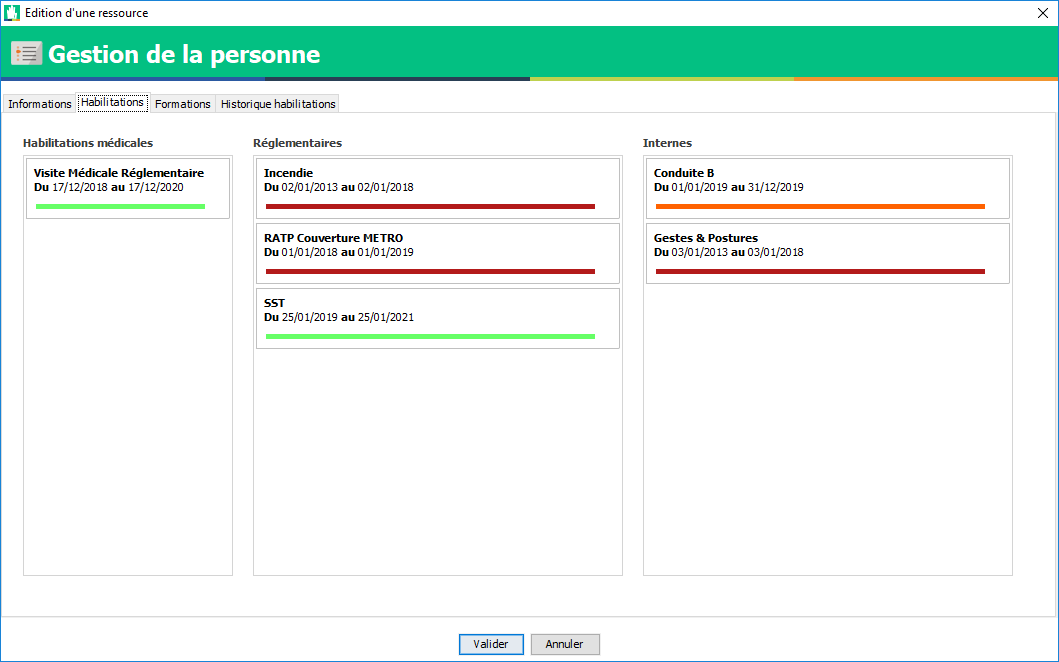 Edition d'une ressource
Gestion de la personne
Informations Habilitations Formations Historique habilitations
Habilitations médicales
Visite Médicale Réglementaire
Du 17/12/2018 au 17/12/2020
Réglementaires
Incendie
Du 02/01/2013 au 02/01/2018
RATP Couverture METRO
Du 01/01/2018 au 01/01/2019
SST
Du 25/01/2019 au 25/01/2021
Internes
Conduite B
Du 01/01/2019 au 31/12/2019
Gestes & Postures
Du 03/01/2013 au 03/01/2018
Valider Annuler